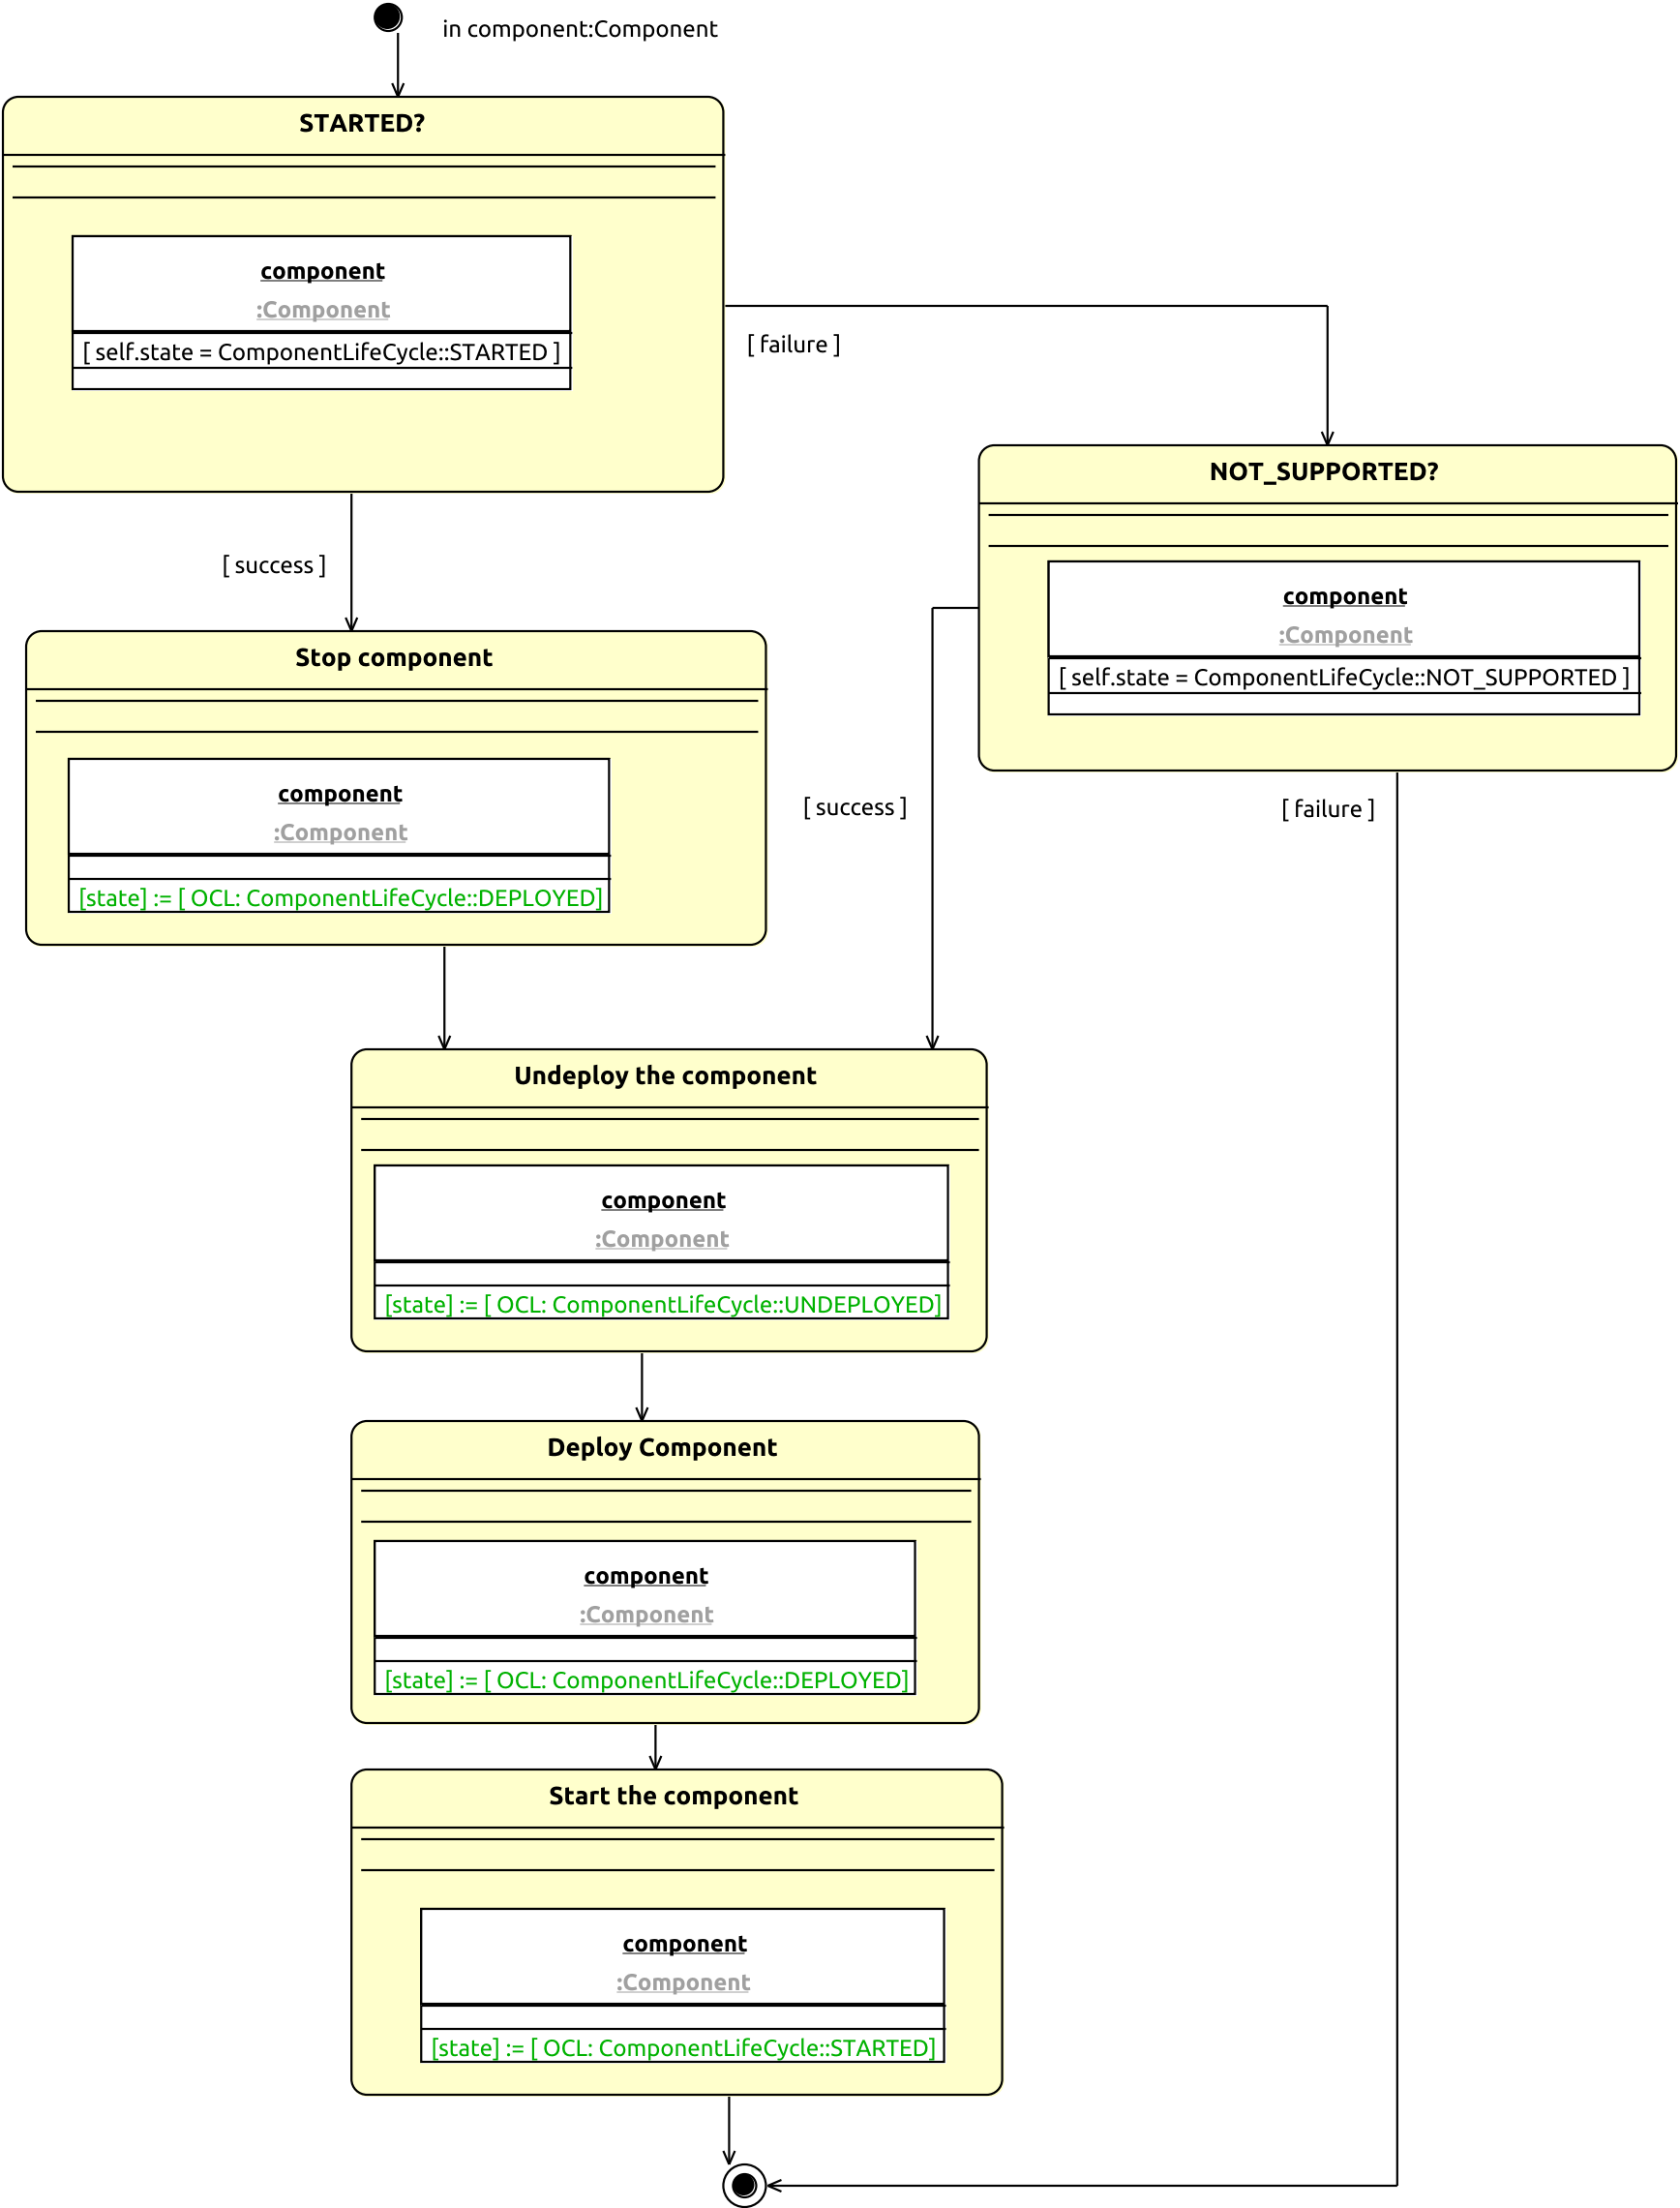 in component:Component
STARTED?
component
:Component
[ self.state = ComponentLifeCycle::STARTED ]
[ failure ]
NOT_SUPPORTED?
component
:Component
[ self.state = ComponentLifeCycle::NOT_SUPPORTED ]
[ success ]
Stop component
component
:Component
[state] := [ OCL: ComponentLifeCycle::DEPLOYED]
[ success ]
[ failure ]
Undeploy the component
component
:Component
[state] := [ OCL: ComponentLifeCycle::UNDEPLOYED]
Deploy Component
component
:Component
[state] := [ OCL: ComponentLifeCycle::DEPLOYED]
Start the component
component
:Component
[state] := [ OCL: ComponentLifeCycle::STARTED]